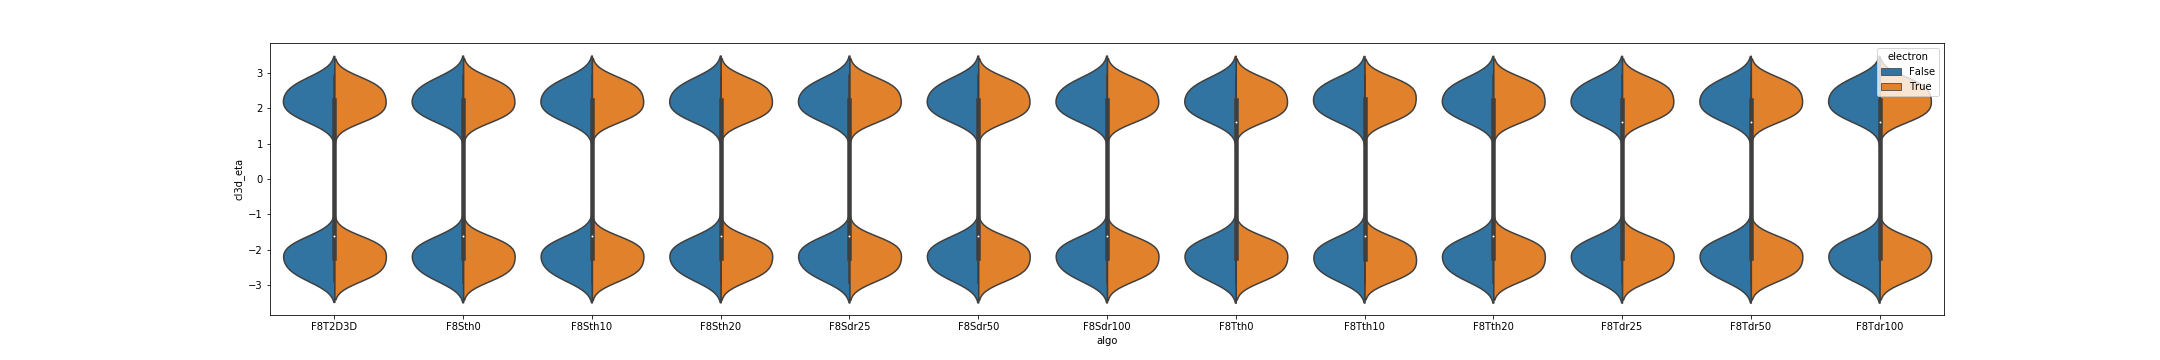 electron
False
True
3
2
1
0
−1
−2
−3
cl3d_eta
F8T2D3D F8Sth0 F8Sth10 F8Sth20 F8Sdr25 F8Sdr50 F8Sdr100 F8Tth0 F8Tth10 F8Tth20 F8Tdr25 F8Tdr50 F8Tdr100
algo